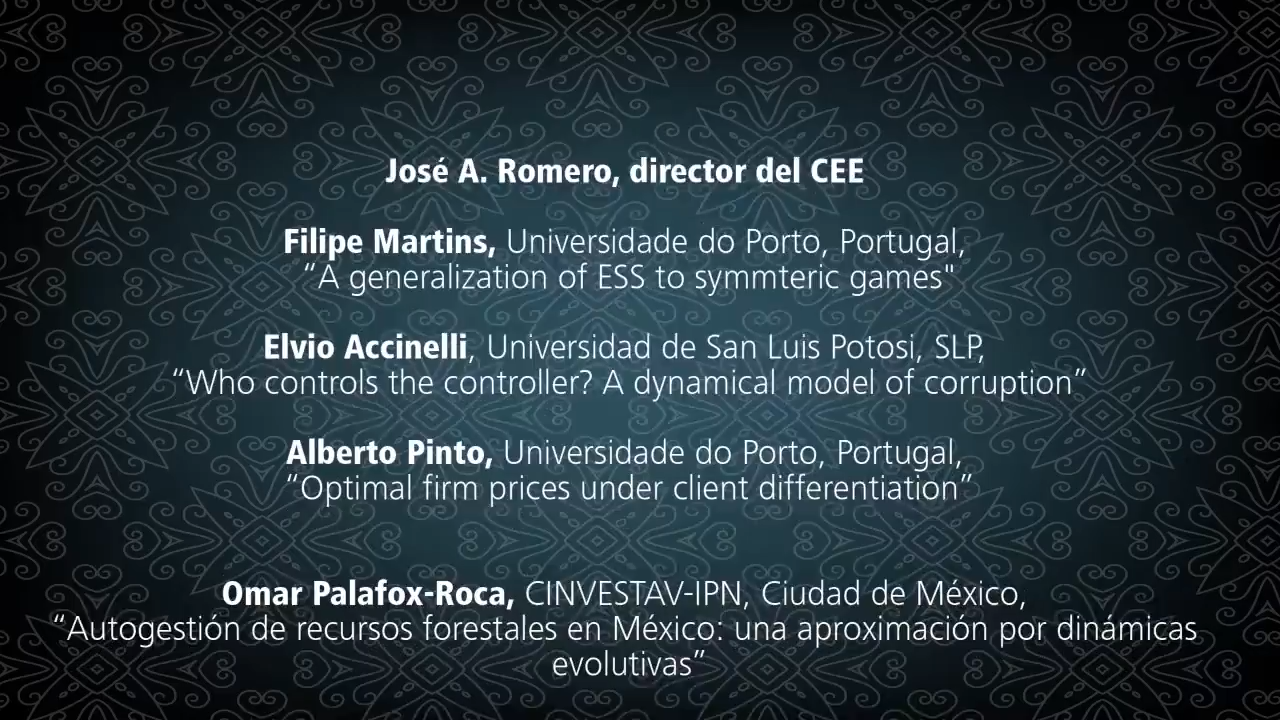 José A. Romero, director del CEE
Filipe Martins, Universidade do Porto, Portugal,
“A generalization of ESS to symmteric games"
Elvio Accinelli, Universidad de San Luis Potosi, SLP,
“Who controls the controller? A dynamical model of corruption”
Alberto Pinto, Universidade do Porto, Portugal,
“Optimal firm prices under client differentiation”
Omar Palafox-Roca, CINVESTAV-IPN, Ciudad de México,
“Autogestión de recursos forestales en México: una aproximación por dinámicas
evolutivas”